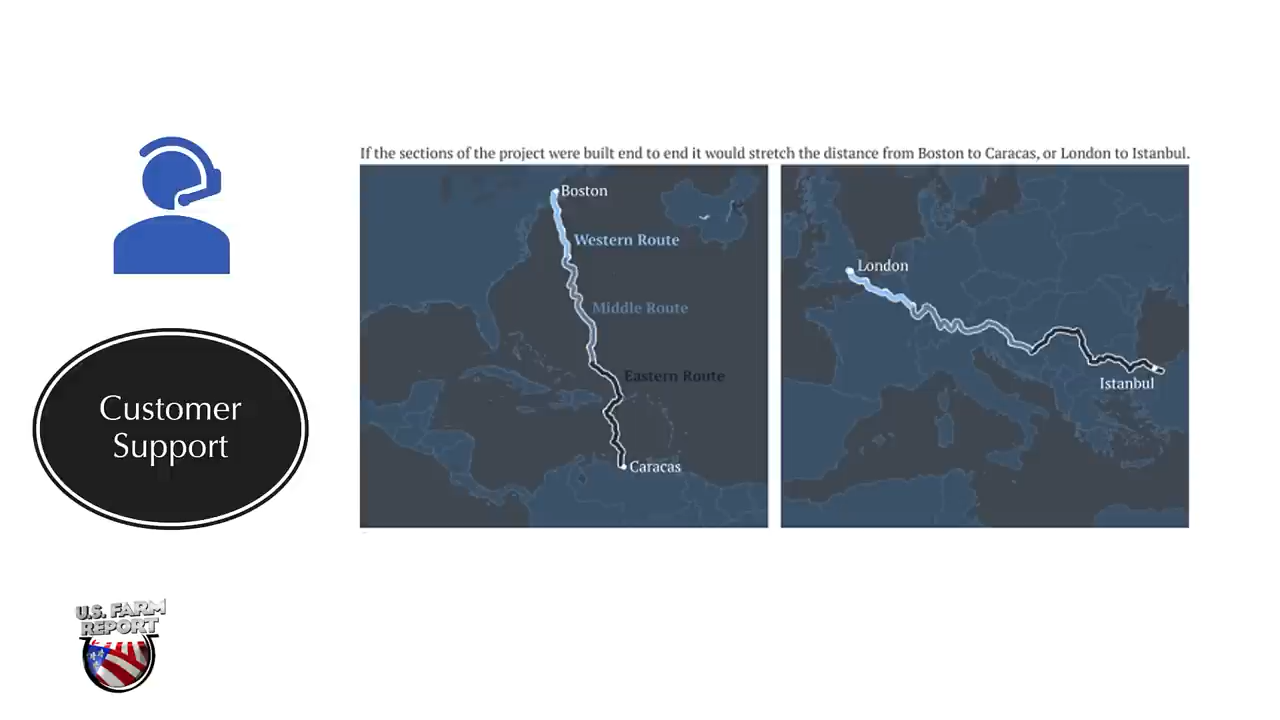 If the sections of the project were built end to end it would stretch the distance from Boston to Caracas, or London to Istanbul.
Boston
Western Route
Middle Route
Eastern Route
Caracas
London
Istanbul
Customer
Support
U.S. FARM
REPORT